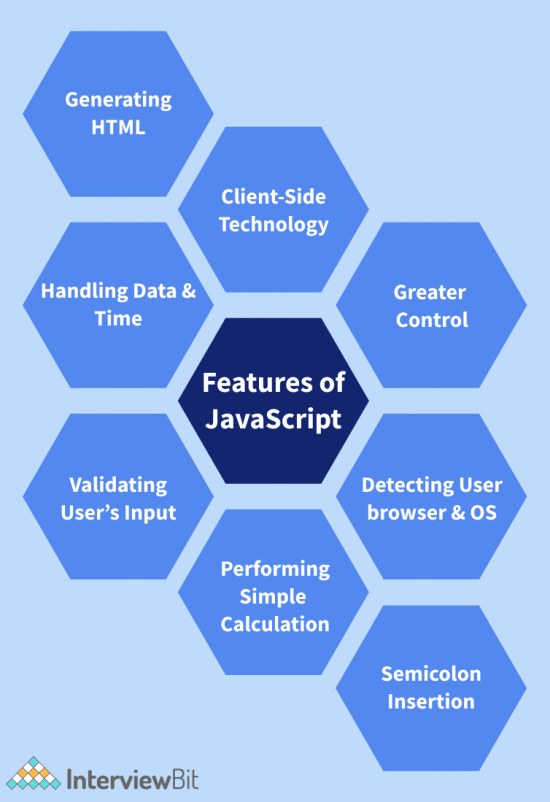 Generating
HTML
Client-Side
Technology
Handling Data &
Time
Greater
Control
Features of
JavaScript
Validating
User’s Input
Detecting User
browser & OS
Performing
Simple
Calculation
Semicolon
Insertion
InterviewBit